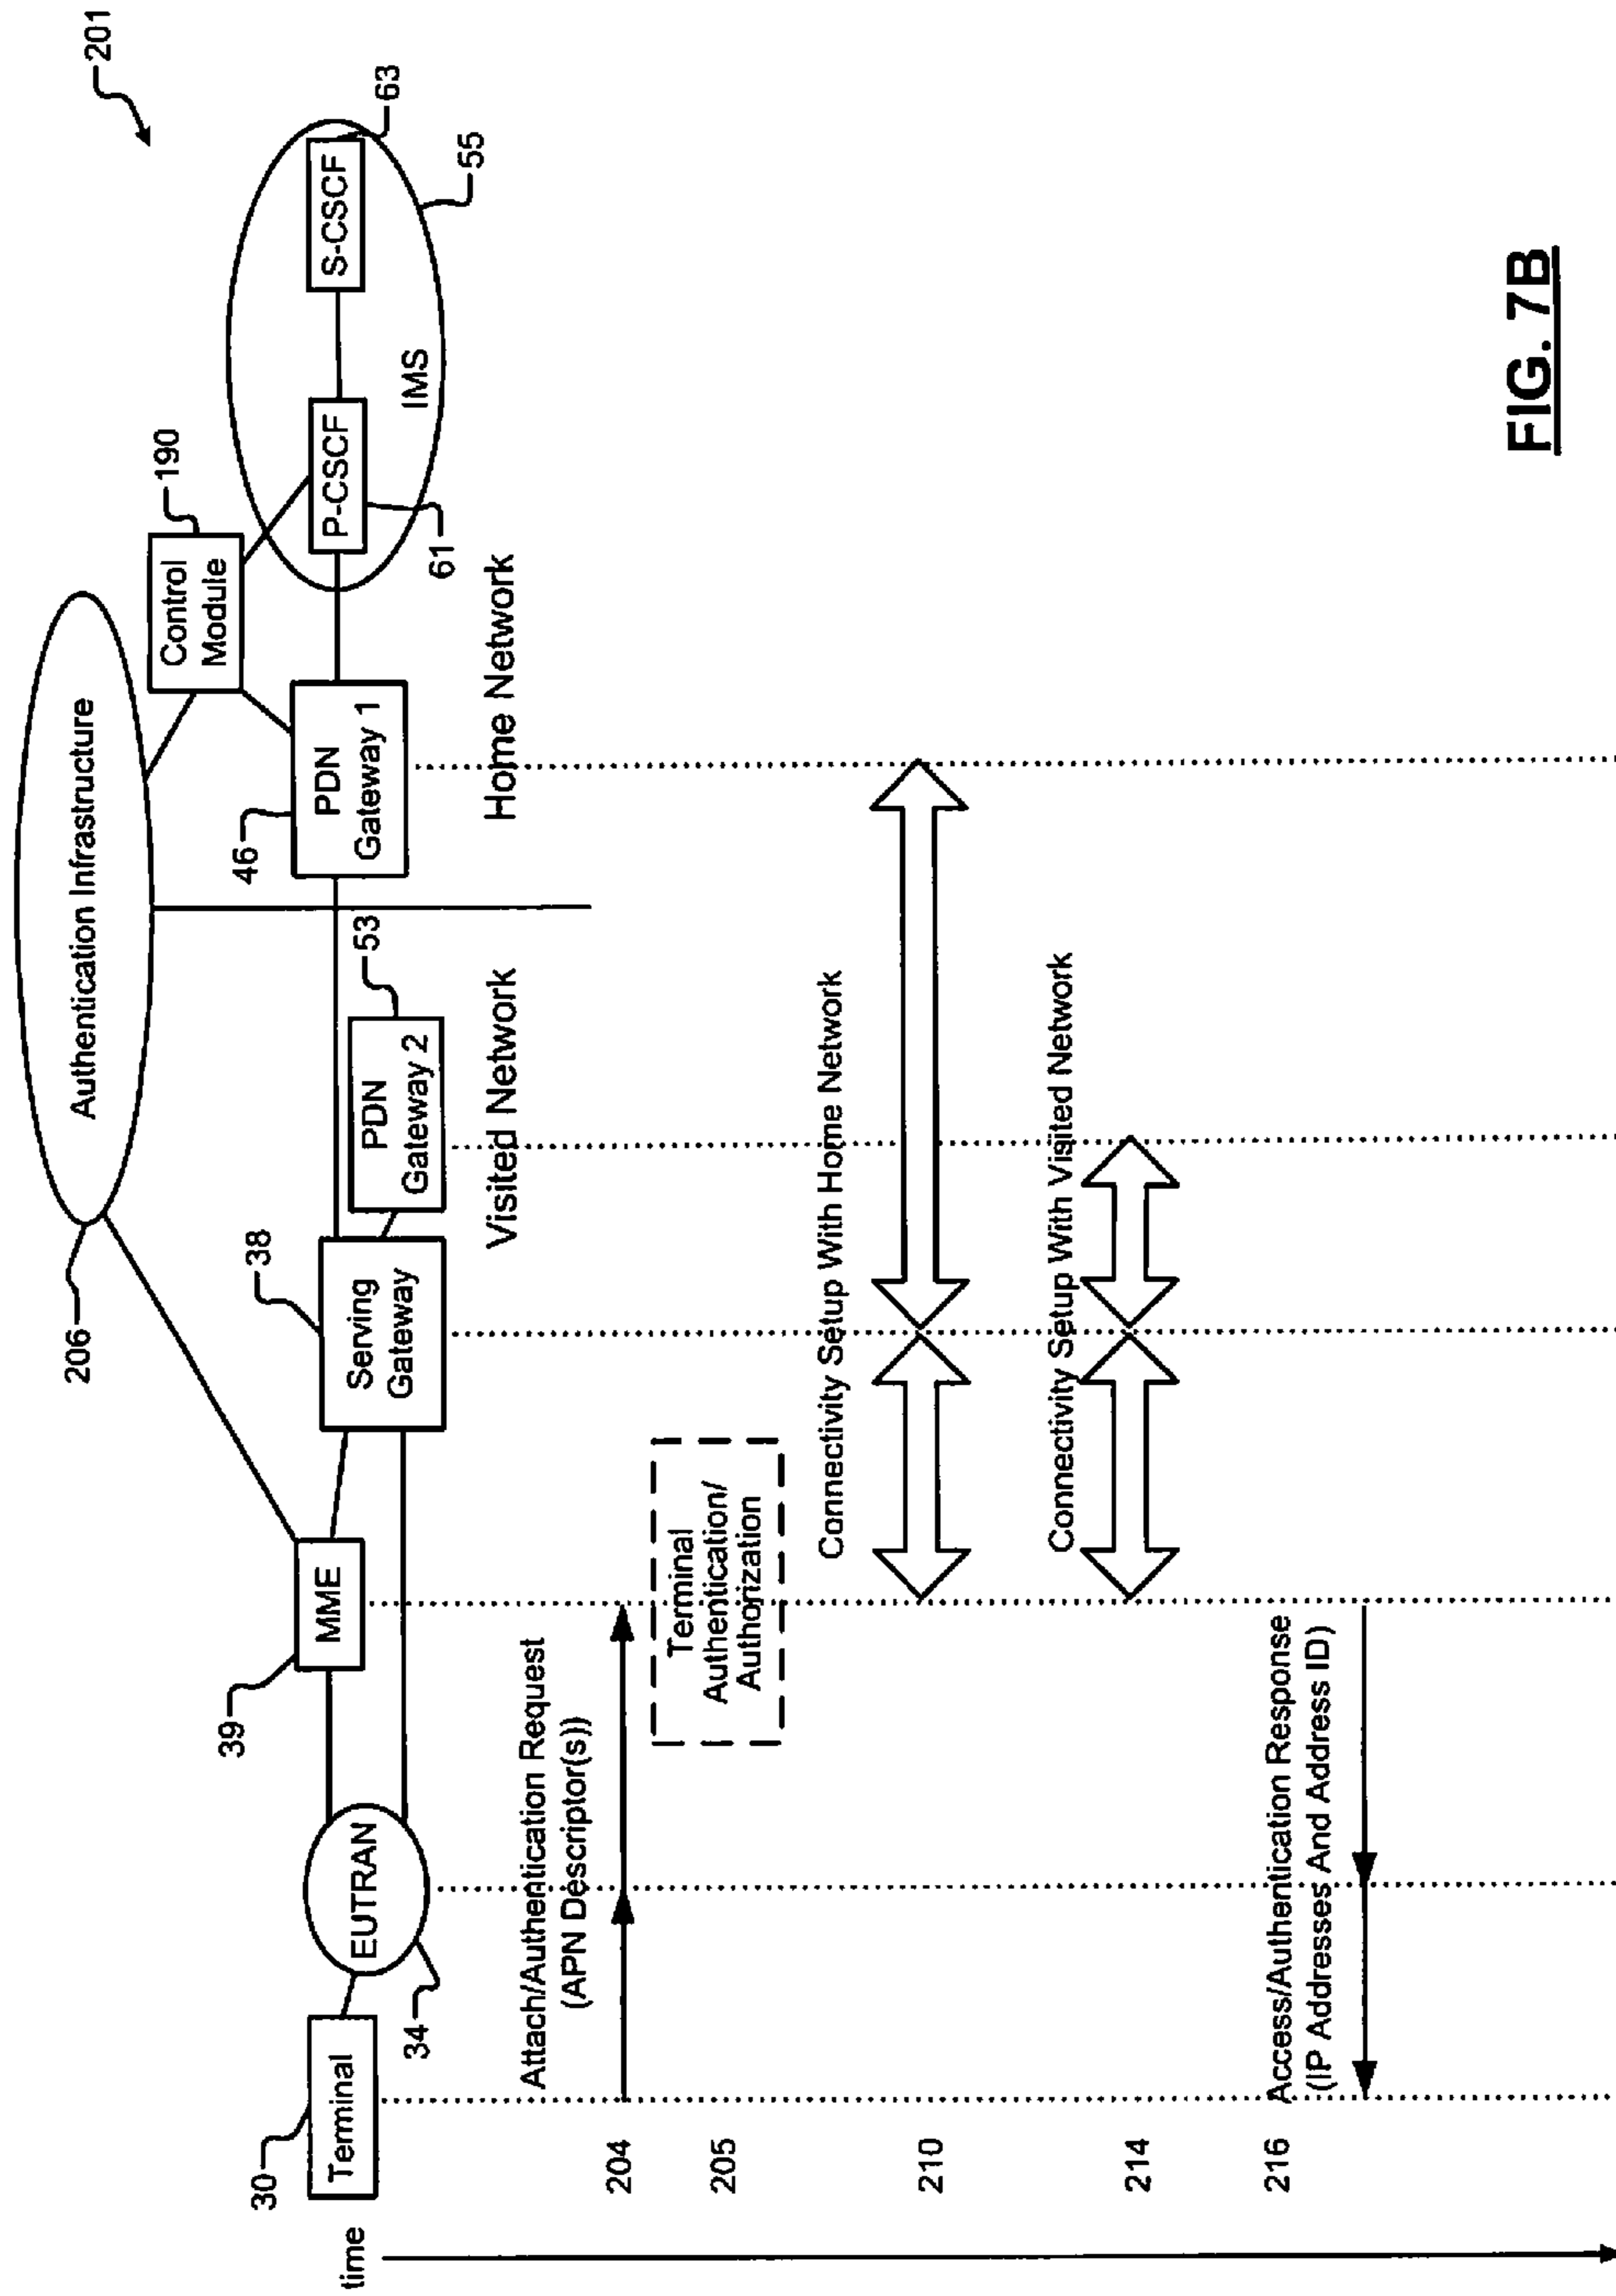 201
Authentication Infrastructure
206
Control
Module
190
30
Terminal
EUTRAN
34
39
MME
38
Serving
Gateway
PDN
Gateway 2
53
46
PDN
Gateway 1
P-CSCF
61
S-CSCF
63
IMS
55
Visited Network
Home Network
time
204
Attach/Authentication Request
(APN Descriptor(s))
205
Terminal
Authentication/
Authorization
210
Connectivity Setup With Home Network
214
Connectivity Setup With Visited Network
216
Access/Authentication Response
(IP Addresses And Address ID)
FIG. 7B